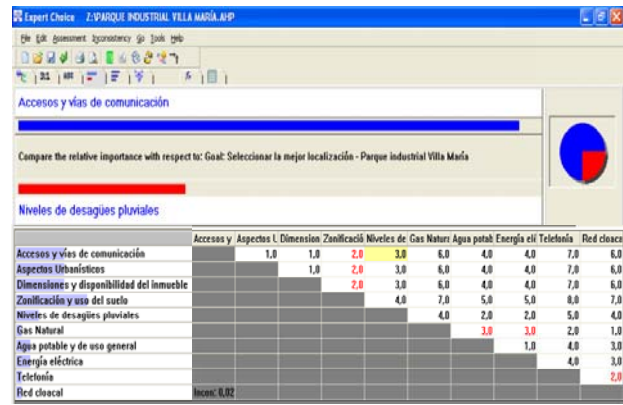 Expert Choice Z:\PARQUE INDUSTRIAL VILLA MARÍA.AHP
File Edit Assessment Inconsistency Go Tools Help
3:1 ABC
Accesos y vías de comunicación
Compare the relative importance with respect to: Goal: Seleccionar la mejor localización - Parque industrial Villa María
Niveles de desagües pluviales
Accesos y Aspectos U Dimension Zonificació Niveles de Gas Natura Agua potab Energía elé Telefonía Red cloaca
Accesos y vías de comunicación 1,0 1,0 2,0 3,0 6,0 4,0 4,0 7,0 6,0
Aspectos Urbanísticos 1,0 2,0 3,0 6,0 4,0 4,0 7,0 6,0
Dimensiones y disponibilidad del inmueble 2,0 3,0 6,0 4,0 4,0 7,0 6,0
Zonificación y uso del suelo 4,0 7,0 5,0 5,0 8,0 7,0
Niveles de desagües pluviales 4,0 2,0 2,0 5,0 4,0
Gas Natural 3,0 3,0 2,0 1,0
Agua potable y de uso general 1,0 4,0 3,0
Energía eléctrica 4,0 3,0
Telefonía 2,0
Red cloacal Incon: 0,02